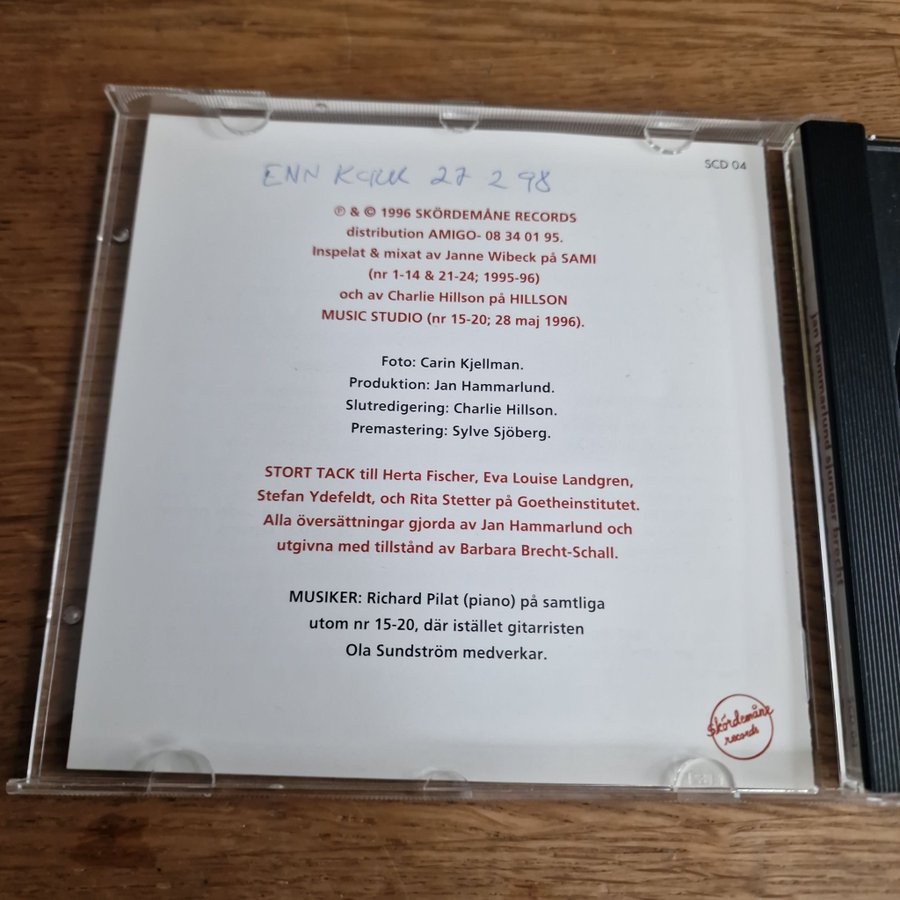 SCD 04
ENN KOKK 27 2 98
℗ & © 1996 SKÖRDEMÅNE RECORDS
distribution AMIGO- 08 34 01 95.
Inspelat & mixat av Janne Wibeck på SAMI
(nr 1-14 & 21-24; 1995-96)
och av Charlie Hillson på HILLSON
MUSIC STUDIO (nr 15-20; 28 maj 1996).
Foto: Carin Kjellman.
Produktion: Jan Hammarlund.
Slutredigering: Charlie Hillson.
Premastering: Sylve Sjöberg.
STORT TACK till Herta Fischer, Eva Louise Landgren,
Stefan Ydefeldt, och Rita Stetter på Goetheinstitutet.
Alla översättningar gjorda av Jan Hammarlund och
utgivna med tillstånd av Barbara Brecht-Schall.
MUSIKER: Richard Pilat (piano) på samtliga
utom nr 15-20, där istället gitarristen
Ola Sundström medverkar.
skördemåne
records
jan hammarlund sjunger brecht